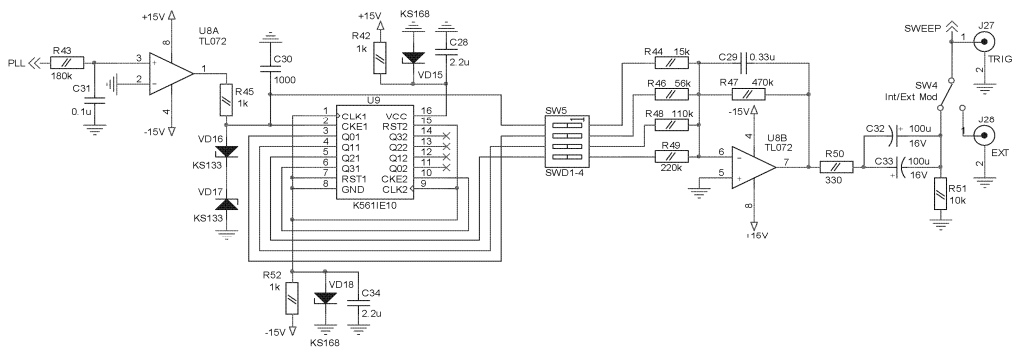 +15V
U8A
TL072
R43
PLL
180k
C31
0.1u
8
3
+
1
2
−
4
-15V
R45
1k
C30
1000
VD16
KS133
VD17
KS133
+15V
R42
1k
KS168
VD15
C28
2.2u
U9
1 CLK1 VCC 16
2 CKE1 RST2 15
3 Q01 Q32 14
4 Q11 Q22 13
5 Q21 Q12 12
6 Q31 Q02 11
7 RST1 CKE2 10
8 GND CLK2 9
K561IE10
R52
1k
-15V
VD18
KS168
C34
2.2u
SW5
1
SWD1-4
R44 15k
R46 56k
R48 110k
R49
220k
C29 0.33u
R47 470k
-15V
4
U8B
TL072
6
−
7
5
+
8
+15V
R50
330
C32 + 100u
16V
C33 100u
+ 16V
SWEEP
SW4
Int/Ext Mod
J27
1
2
TRIG
J28
1
2
EXT
R51
10k